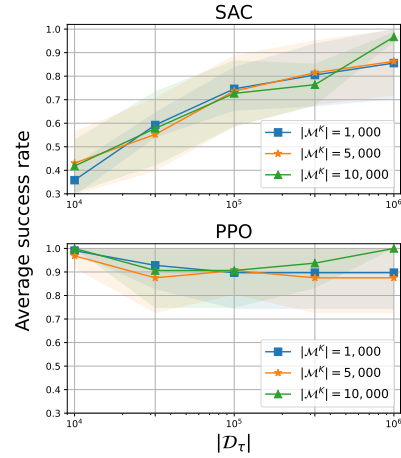 SAC
1.0
0.9
0.8
0.7
0.6
0.5
0.4
0.3
|𝓜ᴷ| = 1,000
|𝓜ᴷ| = 5,000
|𝓜ᴷ| = 10,000
10⁴ 10⁵ 10⁶
Average success rate
PPO
1.0
0.9
0.8
0.7
0.6
0.5
0.4
0.3
|𝓜ᴷ| = 1,000
|𝓜ᴷ| = 5,000
|𝓜ᴷ| = 10,000
10⁴ 10⁵ 10⁶
|𝓓τ|